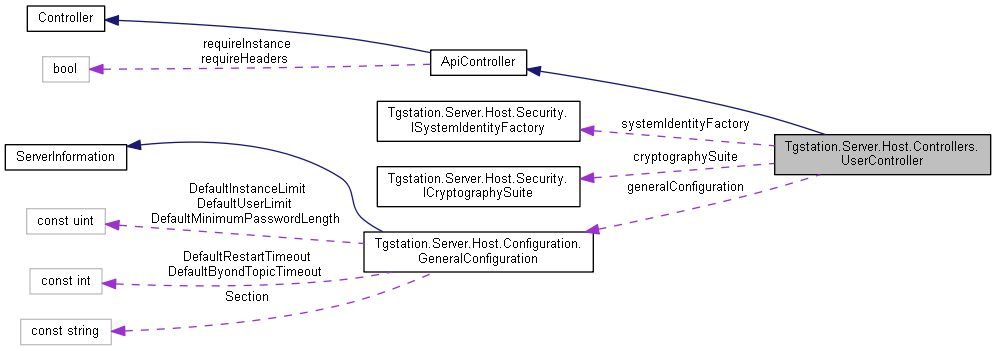 Controller
requireInstance
requireHeaders
bool
ApiController
Tgstation.Server.Host.Security.
ISystemIdentityFactory
systemIdentityFactory
Tgstation.Server.Host.Controllers.
UserController
ServerInformation
cryptographySuite
Tgstation.Server.Host.Security.
ICryptographySuite
generalConfiguration
DefaultInstanceLimit
DefaultUserLimit
DefaultMinimumPasswordLength
const uint
Tgstation.Server.Host.Configuration.
GeneralConfiguration
DefaultRestartTimeout
DefaultByondTopicTimeout
const int
Section
const string